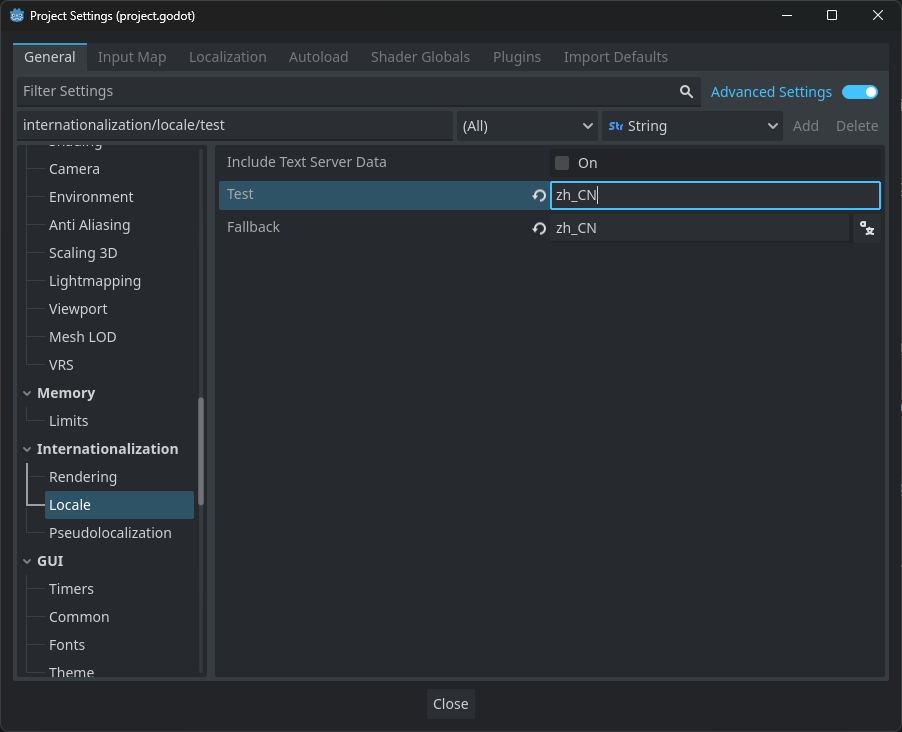 Project Settings (project.godot)
General Input Map Localization Autoload Shader Globals Plugins Import Defaults
Filter Settings Advanced Settings
internationalization/locale/test (All) Str String Add Delete
Shading
Camera
Environment
Anti Aliasing
Scaling 3D
Lightmapping
Viewport
Mesh LOD
VRS
Memory
Limits
Internationalization
Rendering
Locale
Pseudolocalization
GUI
Timers
Common
Fonts
Theme
Include Text Server Data On
Test zh_CN
Fallback zh_CN
Close